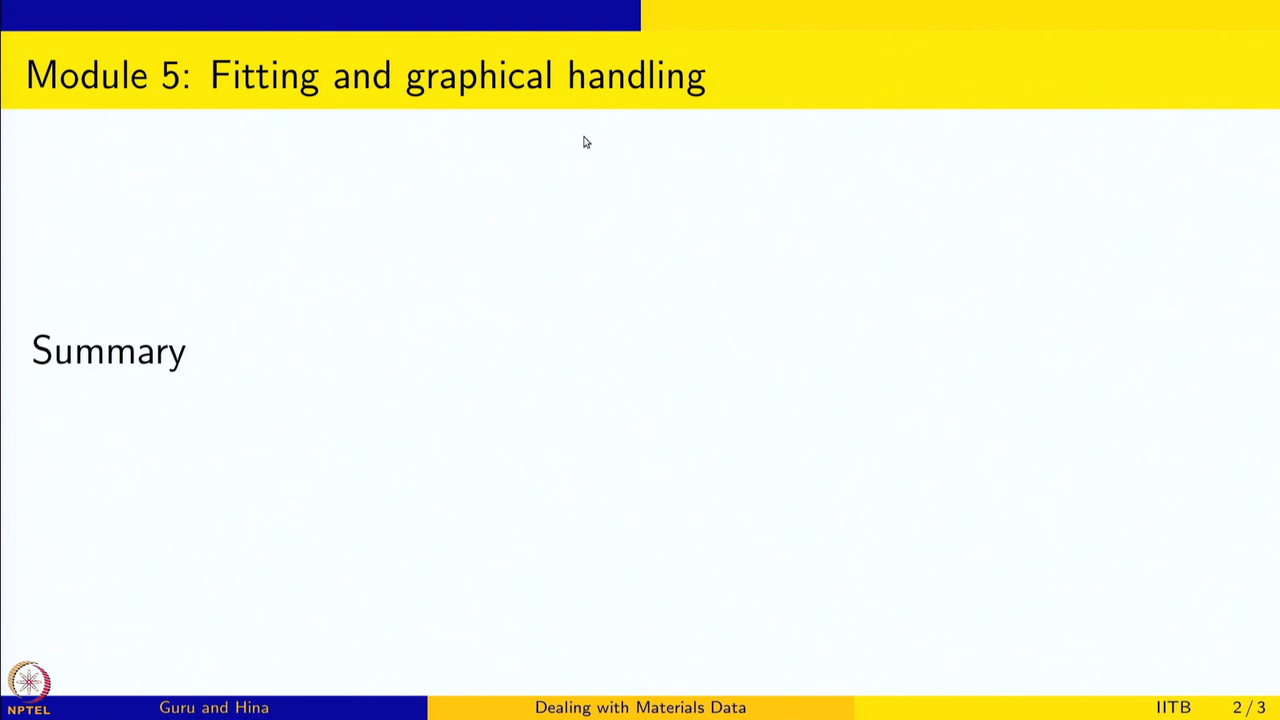 Module 5: Fitting and graphical handling
Summary
NPTEL
Guru and Hina
Dealing with Materials Data
IITB
2 / 3